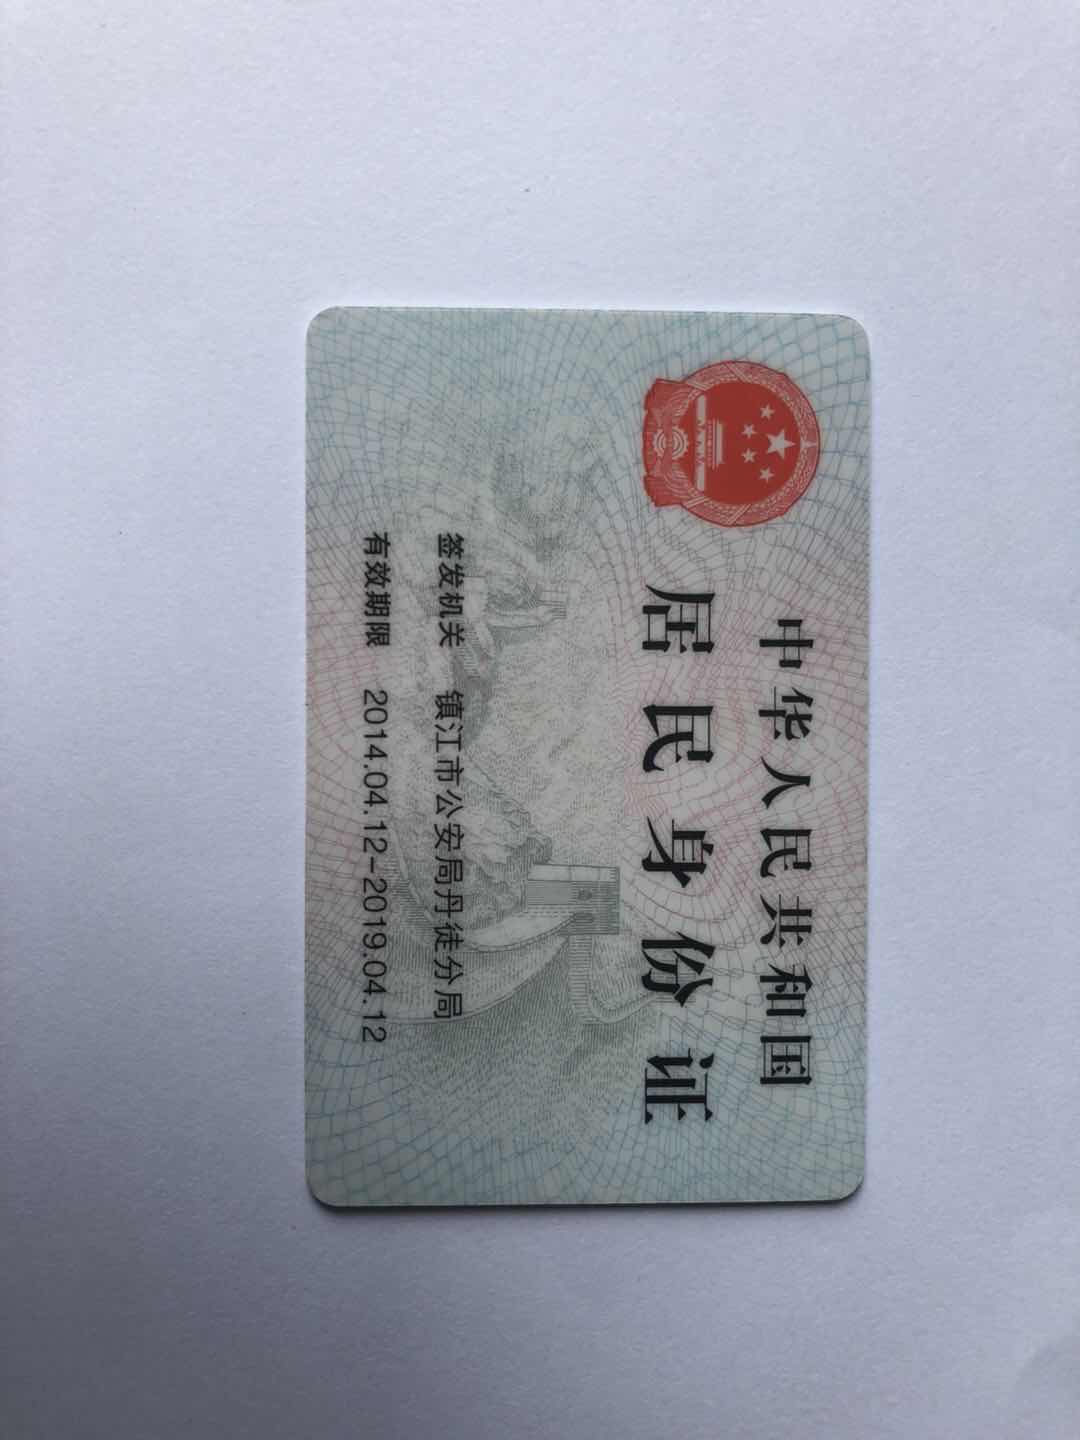 中华人民共和国
居民身份证
签发机关 镇江市公安局丹徒分局
有效期限 2014.04.12-2019.04.12